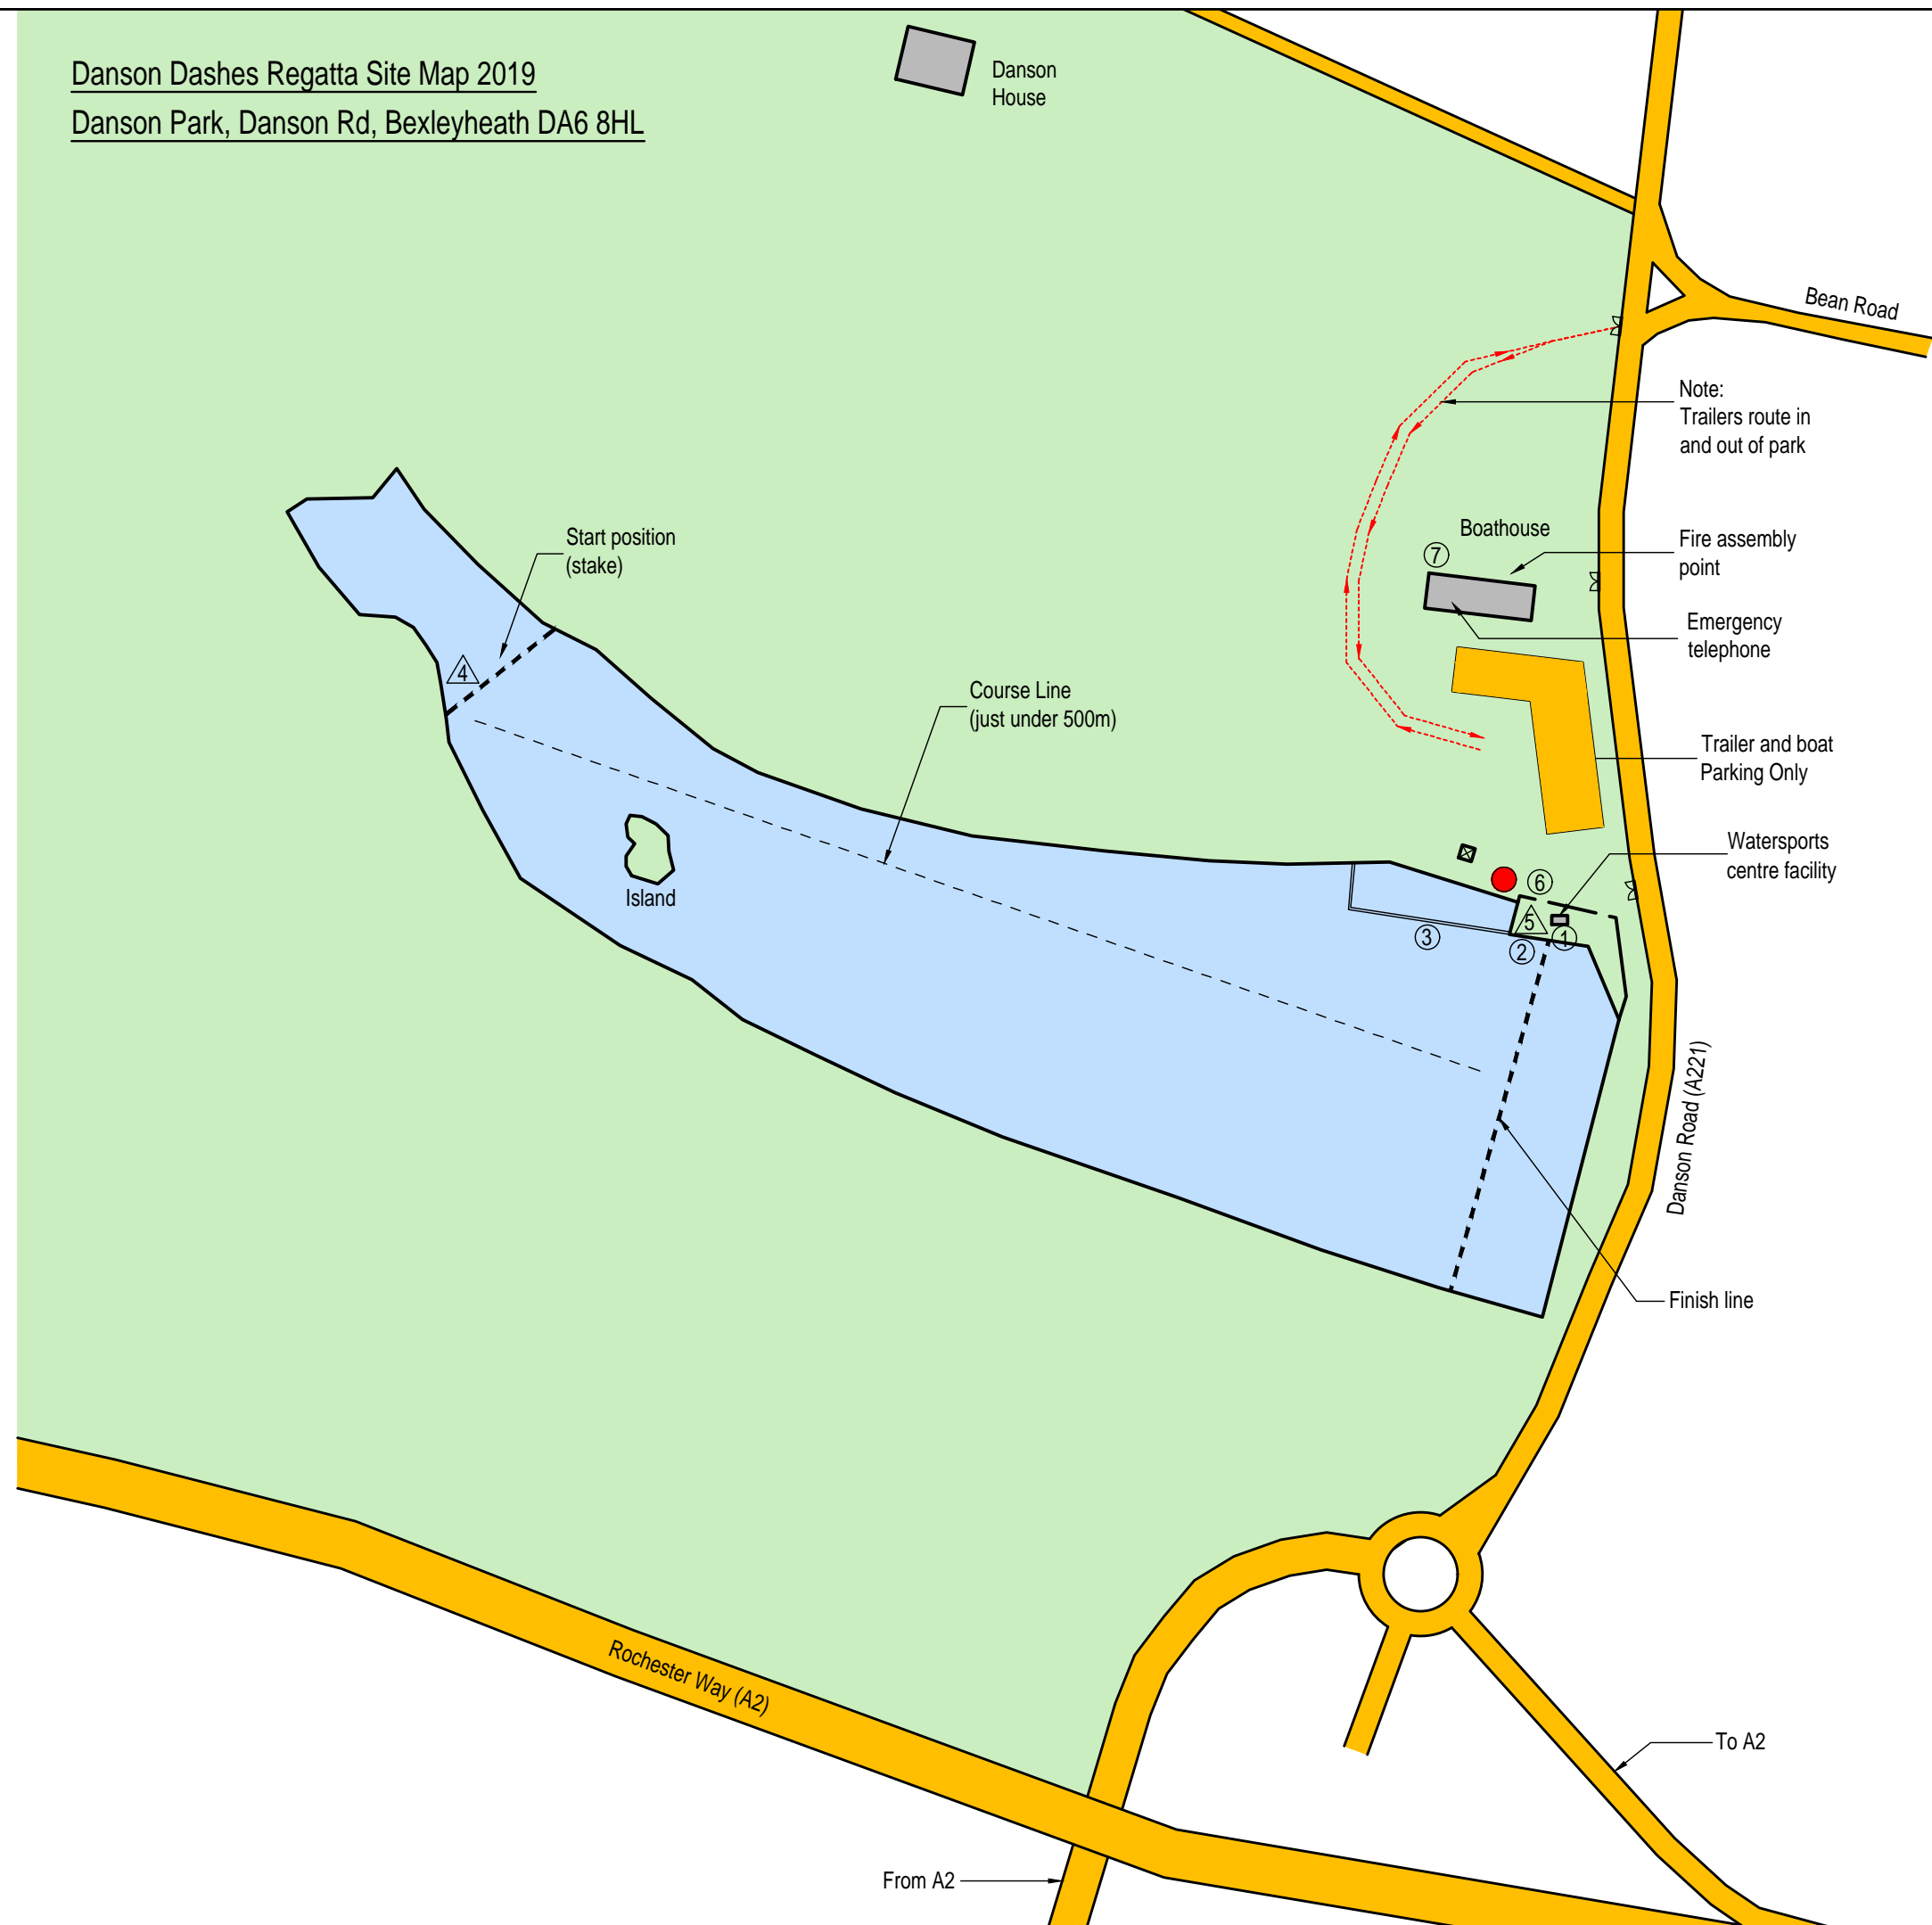 Danson Dashes Regatta Site Map 2019
Danson Park, Danson Rd, Bexleyheath DA6 8HL
Danson
House
Bean Road
Note:
Trailers route in
and out of park
Boathouse
7
Fire assembly
point
Start position
(stake)
Emergency
telephone
4
Course Line
(just under 500m)
Trailer and boat
Parking Only
Watersports
centre facility
Island
6
5
3
2
1
Danson Road (A221)
Finish line
Rochester Way (A2)
To A2
From A2